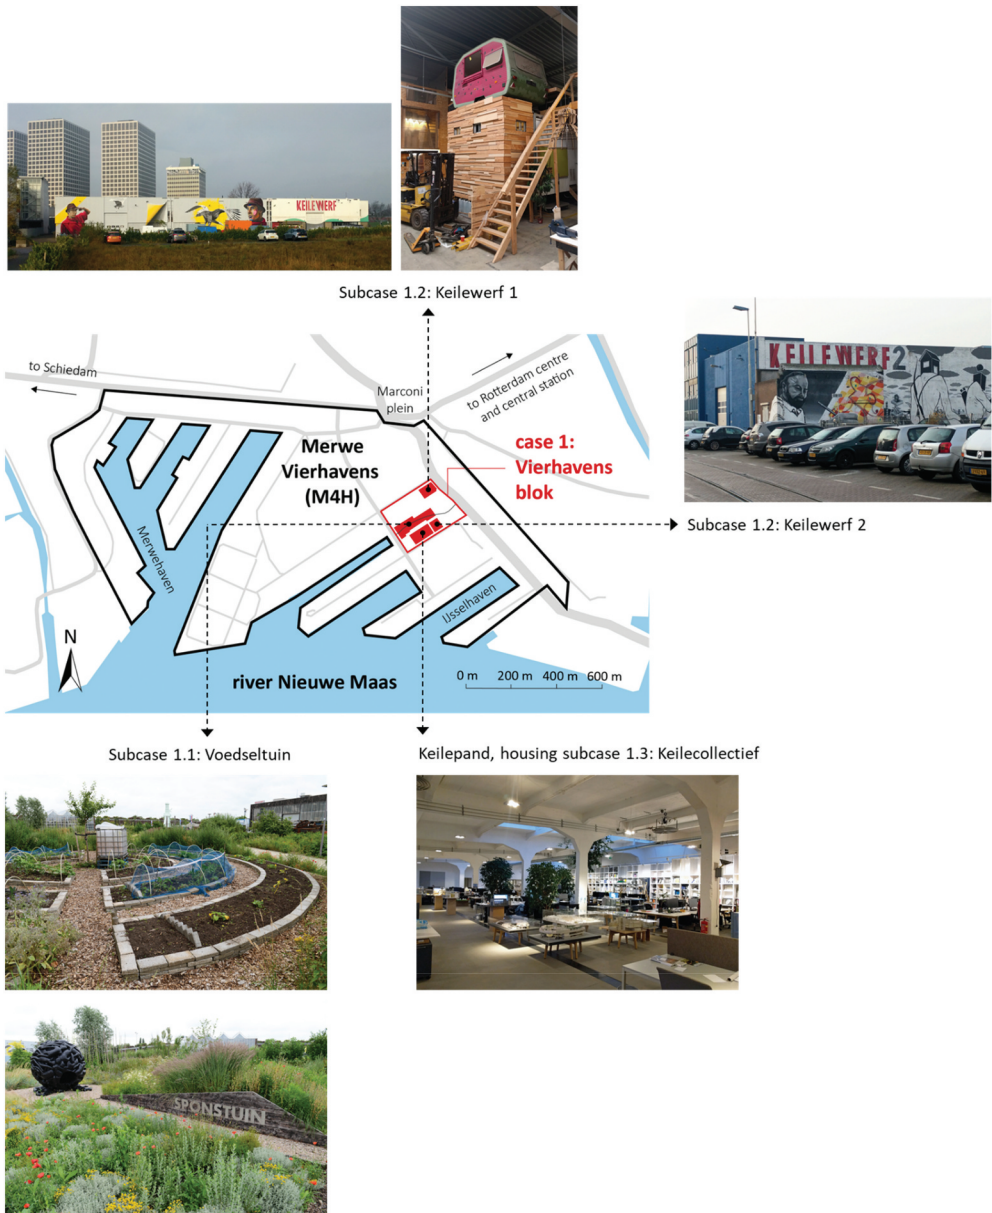 KEILEWERF
Subcase 1.2: Keilewerf 1
KEILEWERF 2
to Schiedam
Marconi
plein
to Rotterdam centre
and central station
Merwe
Vierhavens
(M4H)
case 1:
Vierhavens
blok
Subcase 1.2: Keilewerf 2
Merwehaven
IJsselhaven
N
river Nieuwe Maas
0 m 200 m 400 m 600 m
Subcase 1.1: Voedseltuin
Keilepand, housing subcase 1.3: Keilecollectief
SPONSTUIN